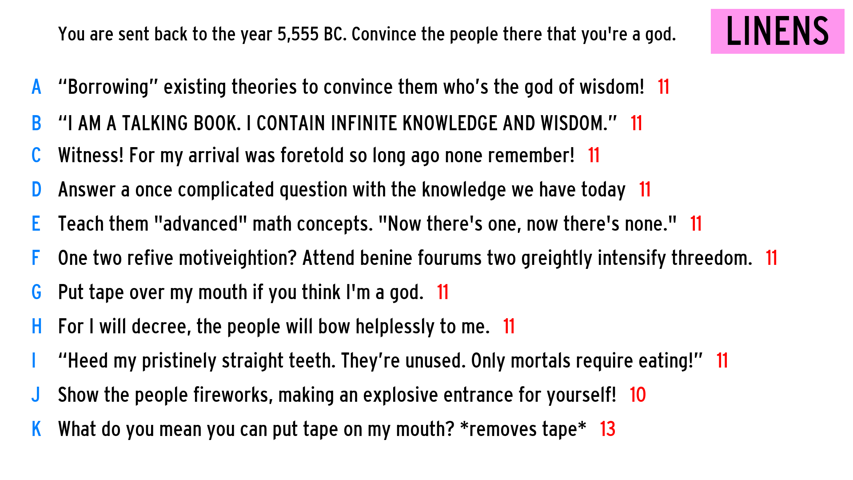 You are sent back to the year 5,555 BC. Convince the people there that you're a god.
LINENS
A “Borrowing” existing theories to convince them who’s the god of wisdom! 11
B “I AM A TALKING BOOK. I CONTAIN INFINITE KNOWLEDGE AND WISDOM.” 11
C Witness! For my arrival was foretold so long ago none remember! 11
D Answer a once complicated question with the knowledge we have today 11
E Teach them "advanced" math concepts. "Now there's one, now there's none." 11
F One two refive motiveightion? Attend benine fourums two greightly intensify threedom. 11
G Put tape over my mouth if you think I'm a god. 11
H For I will decree, the people will bow helplessly to me. 11
I “Heed my pristinely straight teeth. They’re unused. Only mortals require eating!” 11
J Show the people fireworks, making an explosive entrance for yourself! 10
K What do you mean you can put tape on my mouth? *removes tape* 13